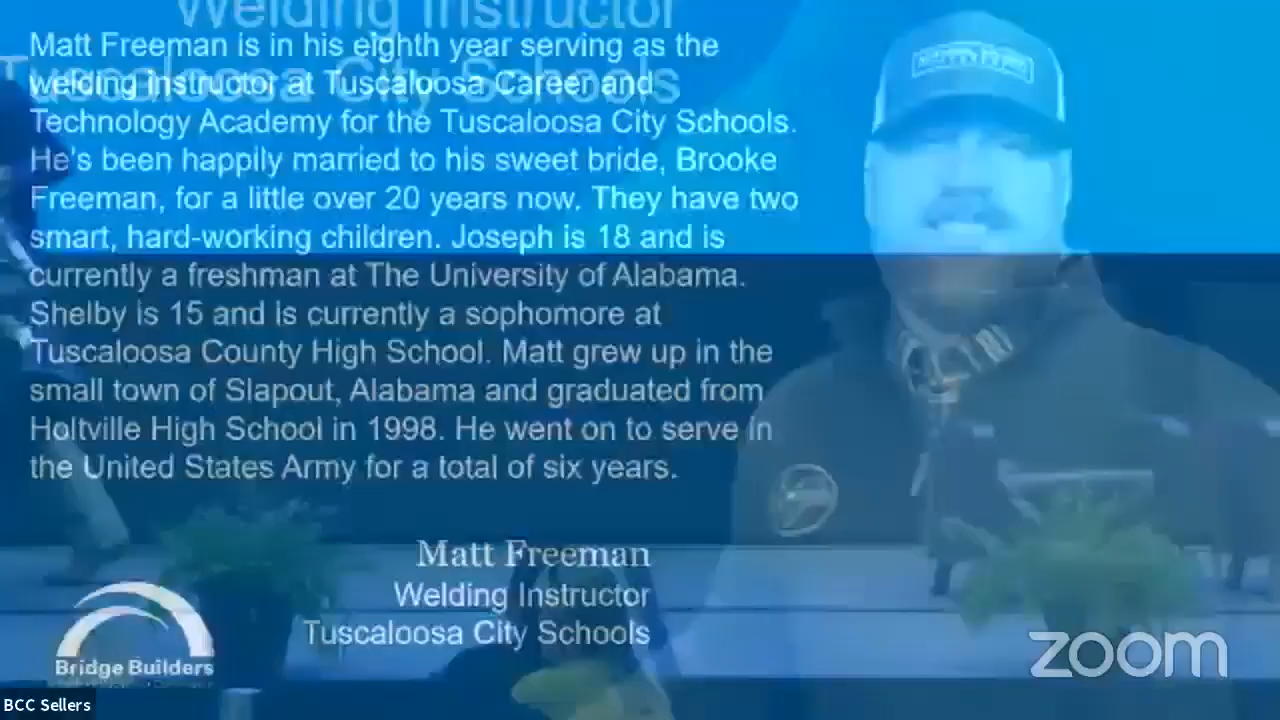 Welding Instructor
Tuscaloosa City Schools
Matt Freeman is in his eighth year serving as the
welding instructor at Tuscaloosa Career and
Technology Academy for the Tuscaloosa City Schools.
He's been happily married to his sweet bride, Brooke
Freeman, for a little over 20 years now. They have two
smart, hard-working children. Joseph is 18 and is
currently a freshman at The University of Alabama.
Shelby is 15 and is currently a sophomore at
Tuscaloosa County High School. Matt grew up in the
small town of Slapout, Alabama and graduated from
Holtville High School in 1998. He went on to serve in
the United States Army for a total of six years.
Matt Freeman
Welding Instructor
Tuscaloosa City Schools
Bridge Builders
zoom
BCC Sellers